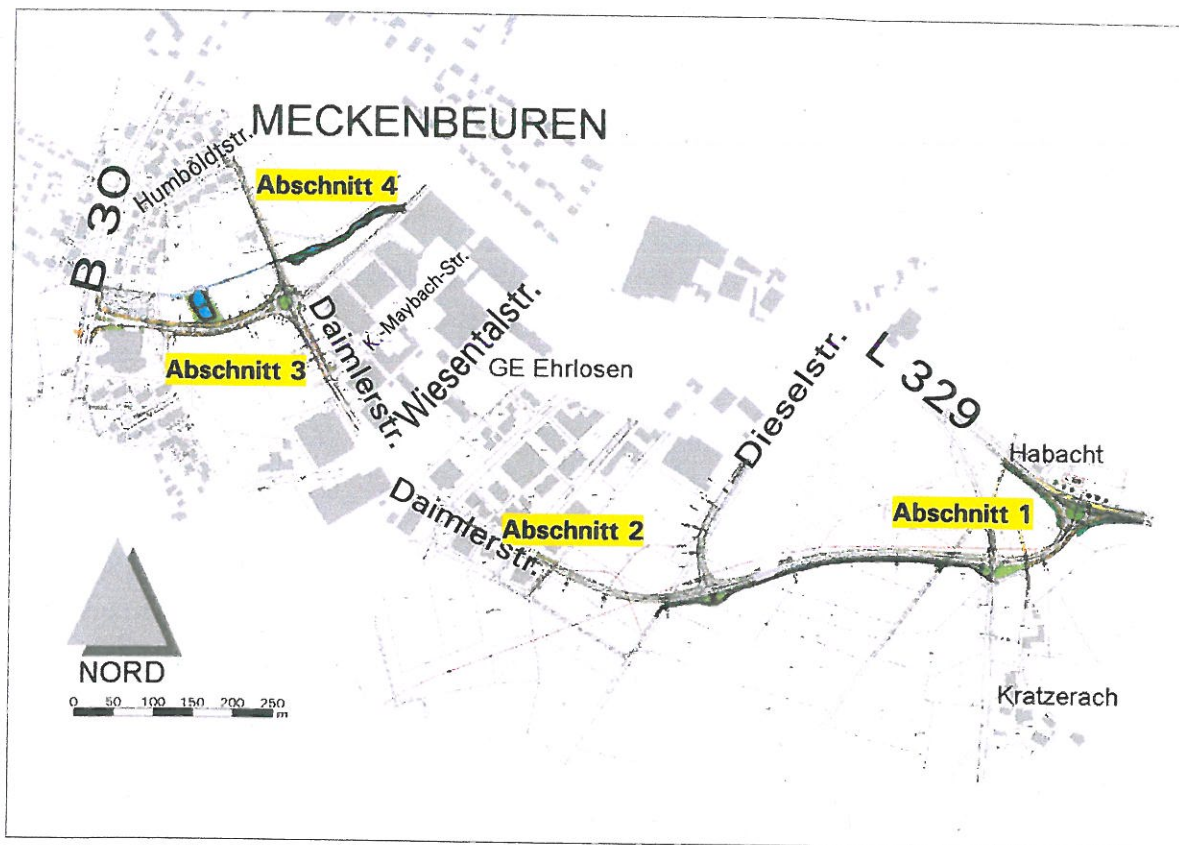 MECKENBEUREN
Humboldtstr.
B 30
Abschnitt 4
Abschnitt 3
Daimlerstr.
K.-Maybach-Str.
Wiesentalstr.
GE Ehrlosen
Dieselstr.
L 329
Habacht
Daimlerstr.
Abschnitt 2
Abschnitt 1
NORD
0 50 100 150 200 250
m
Kratzerach